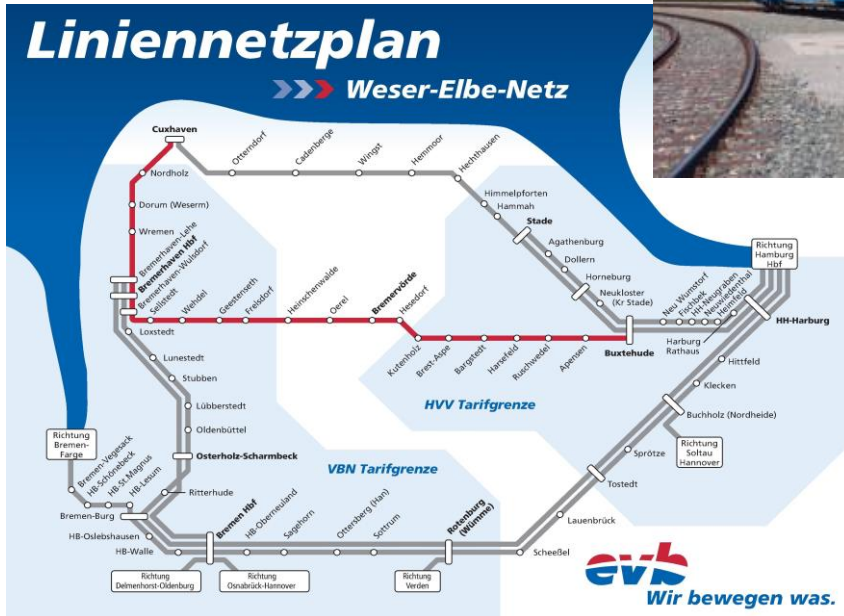 Liniennetzplan
Weser-Elbe-Netz
Cuxhaven
Otterndorf
Cadenberge
Wingst
Hemmoor
Hechthausen
Himmelpforten
Hammah
Stade
Agathenburg
Dollern
Horneburg
Neukloster
(Kr Stade)
Buxtehude
Neu Wumstorf
Fischbek
HH-Neugraben
Neuwiedenthal
Heimfeld
Harburg
Rathaus
Richtung
Hamburg
Hbf
HH-Harburg
Nordholz
Dorum (Weserm)
Wremen
Bremerhaven-Lehe
Bremerhaven Hbf
Bremerhaven-Wulsdorf
Sellstedt
Wehdel
Geestenseth
Frelsdorf
Heinschenwalde
Oerel
Bremervörde
Hesedorf
Kutenholz
Brest-Aspe
Bargstedt
Harsefeld
Ruschwedel
Apensen
HVV Tarifgrenze
Hittfeld
Klecken
Buchholz (Nordheide)
Richtung
Soltau
Hannover
Sprötze
Tostedt
Lauenbrück
Scheeßel
Loxstedt
Lunestedt
Stubben
Lübberstedt
Oldenbüttel
Osterholz-Scharmbeck
Ritterhude
VBN Tarifgrenze
Richtung
Bremen-
Farge
Bremen-Vegesack
HB-Schönebeck
HB-St.Magnus
HB-Lesum
Bremen-Burg
HB-Oslebshausen
HB-Walle
Bremen Hbf
HB-Oberneuland
Sagehorn
Ottersberg (Han)
Sottrum
Rotenburg
(Wümme)
Richtung
Delmenhorst-Oldenburg
Richtung
Osnabrück-Hannover
Richtung
Verden
evb
Wir bewegen was.